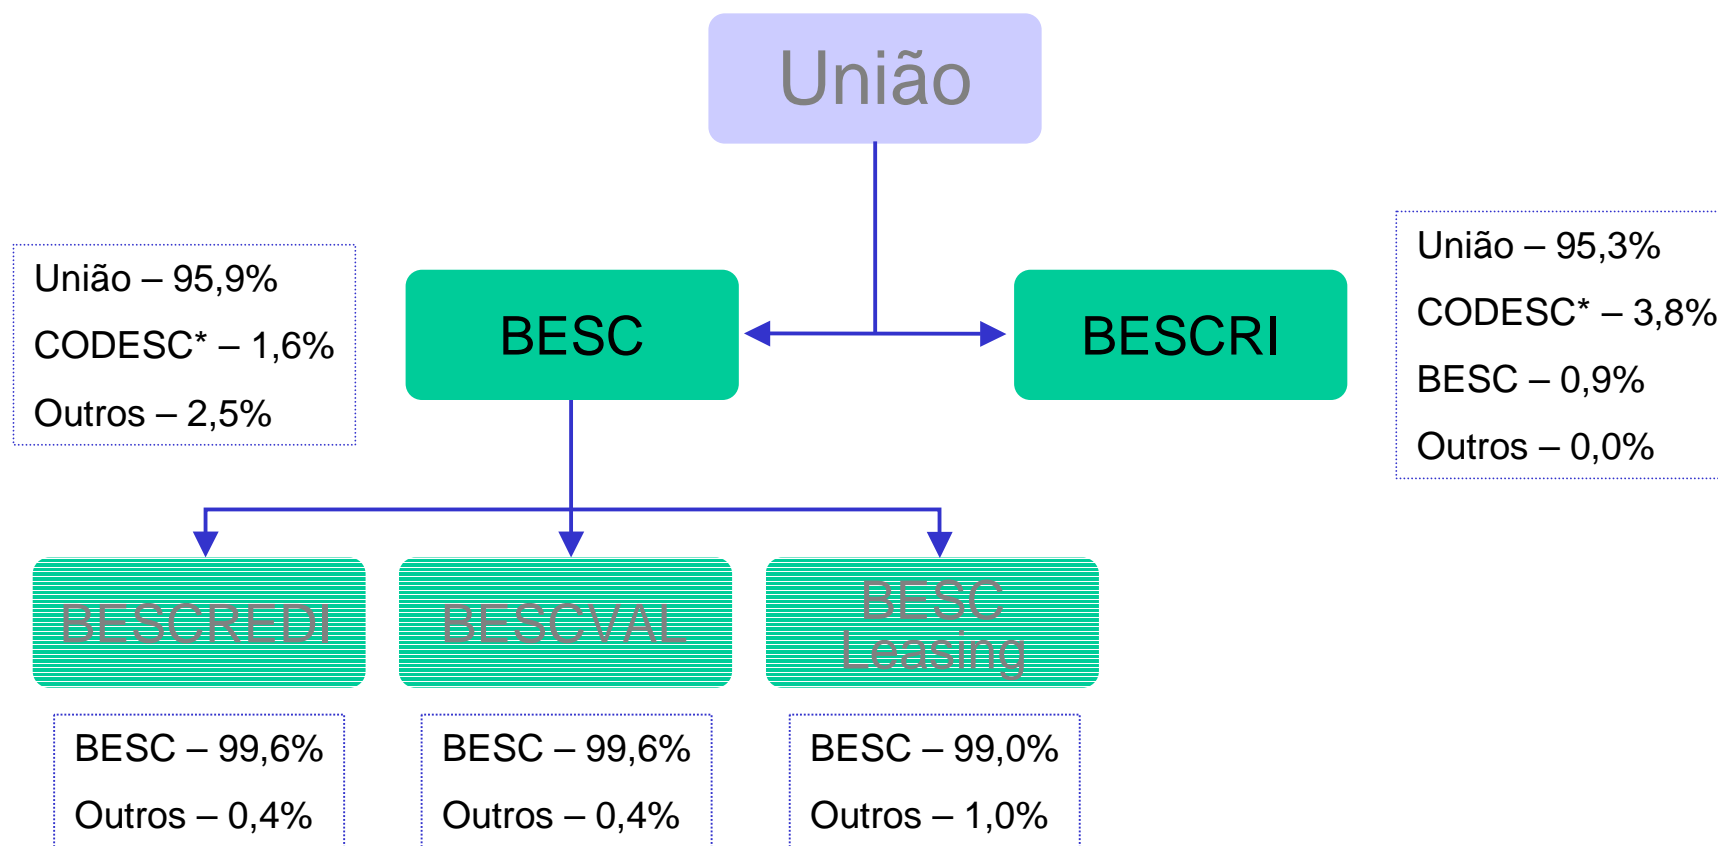 União
União – 95,9%
CODESC* – 1,6%
Outros – 2,5%
BESC
BESCRI
União – 95,3%
CODESC* – 3,8%
BESC – 0,9%
Outros – 0,0%
BESCREDI
BESCVAL
BESC
Leasing
BESC – 99,6%
Outros – 0,4%
BESC – 99,6%
Outros – 0,4%
BESC – 99,0%
Outros – 1,0%